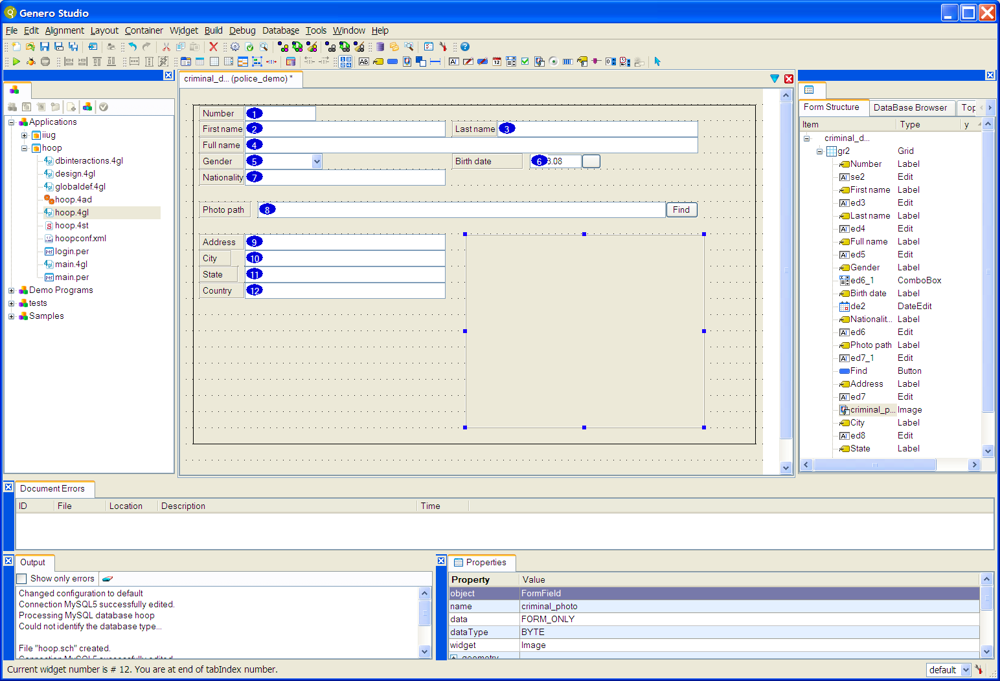 Genero Studio
File Edit Alignment Layout Container Widget Build Debug Database Tools Window Help
criminal_d... (police_demo) *
Applications
iiug
hoop
dbinteractions.4gl
design.4gl
globaldef.4gl
hoop.4ad
hoop.4gl
hoop.4st
hoopconf.xml
login.per
main.4gl
main.per
Demo Programs
tests
Samples
Number 1
First name 2 Last name 3
Full name 4
Gender 5 Birth date 6 3.08
Nationality 7
Photo path 8 Find
Address 9
City 10
State 11
Country 12
Form Structure DataBase Browser Top
Item Type y
criminal_d...
gr2 Grid
Number Label
se2 Edit
First name Label
ed3 Edit
Last name Label
ed4 Edit
Full name Label
ed5 Edit
Gender Label
ed6_1 ComboBox
Birth date Label
de2 DateEdit
Nationalit... Label
ed6 Edit
Photo path Label
ed7_1 Edit
Find Button
Address Label
ed7 Edit
criminal_p... Image
City Label
ed8 Edit
State Label
Document Errors
ID File Location Description Time
Output
Show only errors
Changed configuration to default
Connection MySQL5 successfully edited.
Processing MySQL database hoop
Could not identify the database type...
File "hoop.sch" created.
Connection MySQL5 successfully edited.
Properties
Property Value
object FormField
name criminal_photo
data FORM_ONLY
dataType BYTE
widget Image
geometry
Current widget number is # 12. You are at end of tabIndex number.
default